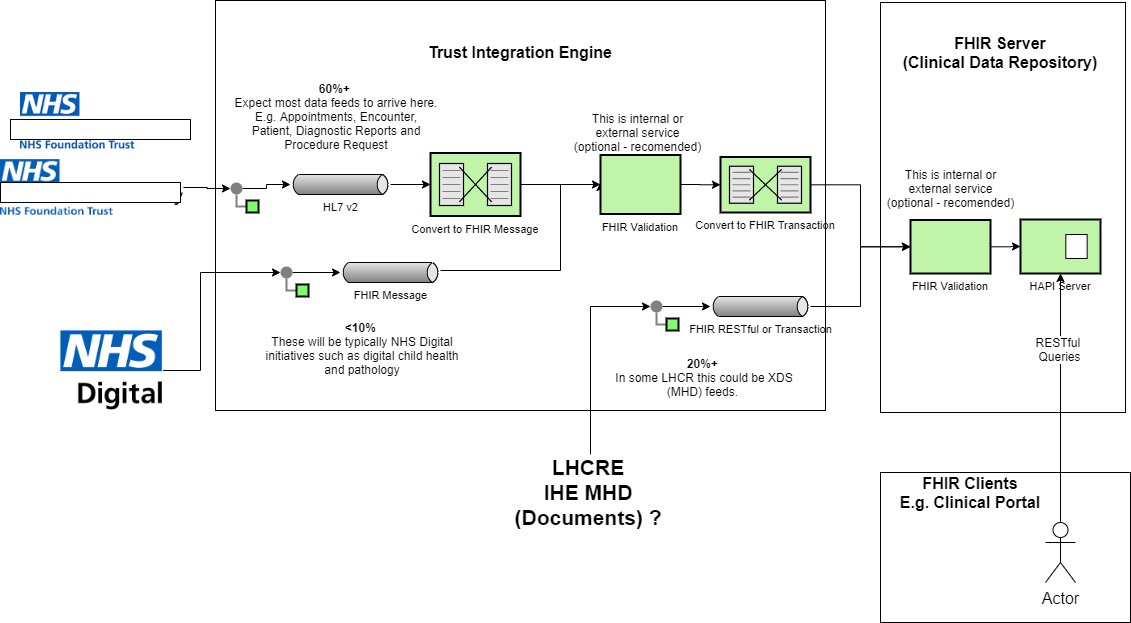 Trust Integration Engine
FHIR Server
(Clinical Data Repository)
60%+
Expect most data feeds to arrive here.
E.g. Appointments, Encounter,
Patient, Diagnostic Reports and
Procedure Request
NHS
NHS Foundation Trust
NHS
NHS Foundation Trust
HL7 v2
Convert to FHIR Message
This is internal or
external service
(optional - recomended)
FHIR Validation
Convert to FHIR Transaction
This is internal or
external service
(optional - recomended)
FHIR Validation
HAPI Server
FHIR Message
<10%
These will be typically NHS Digital
initiatives such as digital child health
and pathology
NHS
Digital
FHIR RESTful or Transaction
20%+
In some LHCR this could be XDS
(MHD) feeds.
RESTful
Queries
LHCRE
IHE MHD
(Documents) ?
FHIR Clients
E.g. Clinical Portal
Actor